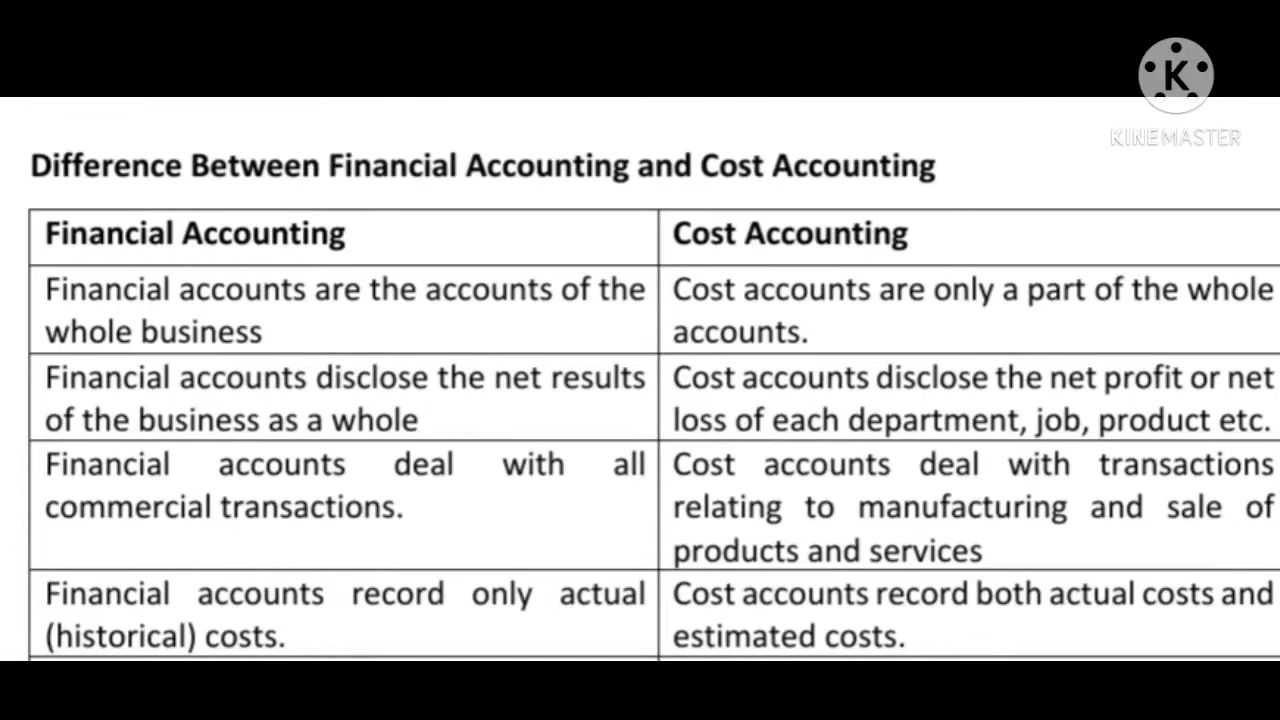 K
KINEMASTER
Difference Between Financial Accounting and Cost Accounting
Financial Accounting
Cost Accounting
Financial accounts are the accounts of the
whole business
Cost accounts are only a part of the whole
accounts.
Financial accounts disclose the net results
of the business as a whole
Cost accounts disclose the net profit or net
loss of each department, job, product etc.
Financial accounts deal with all
commercial transactions.
Cost accounts deal with transactions
relating to manufacturing and sale of
products and services
Financial accounts record only actual
(historical) costs.
Cost accounts record both actual costs and
estimated costs.